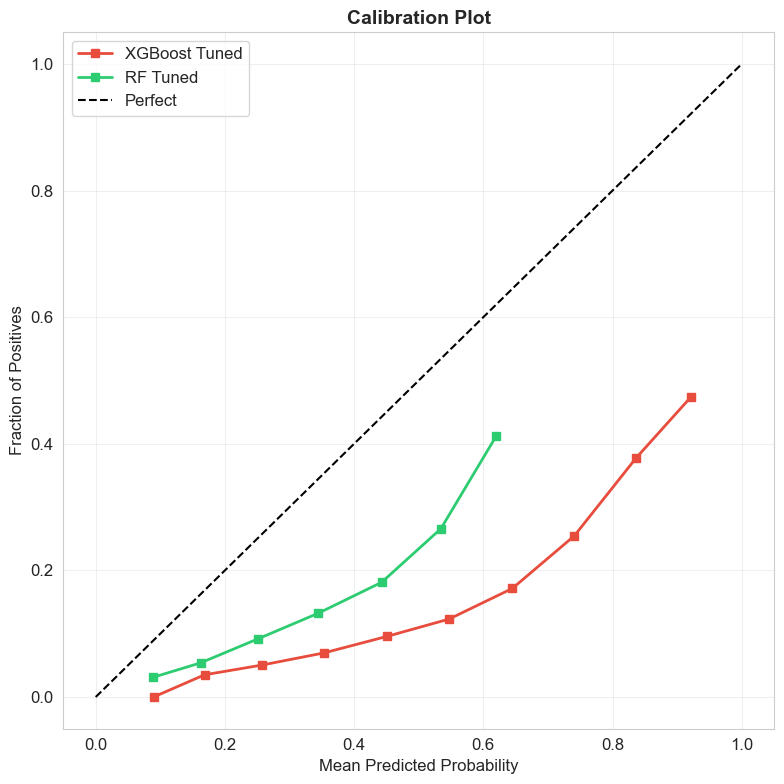 Calibration Plot
XGBoost Tuned
RF Tuned
Perfect
1.0
0.8
0.6
0.4
0.2
0.0
Fraction of Positives
0.0 0.2 0.4 0.6 0.8 1.0
Mean Predicted Probability